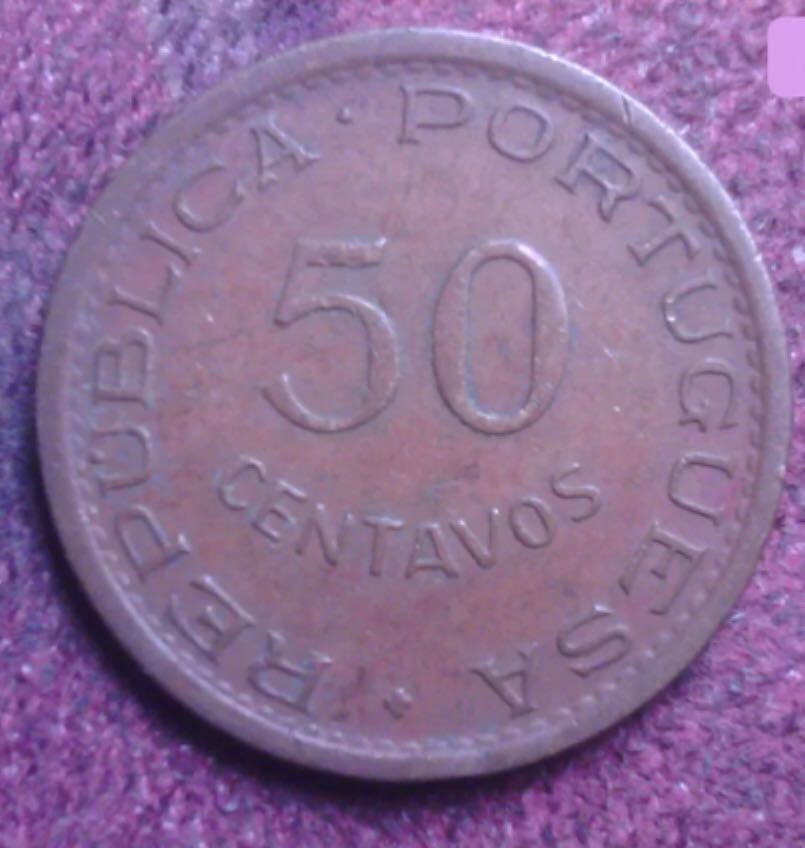 REPUBLICA · PORTUGUESA ·
50
CENTAVOS